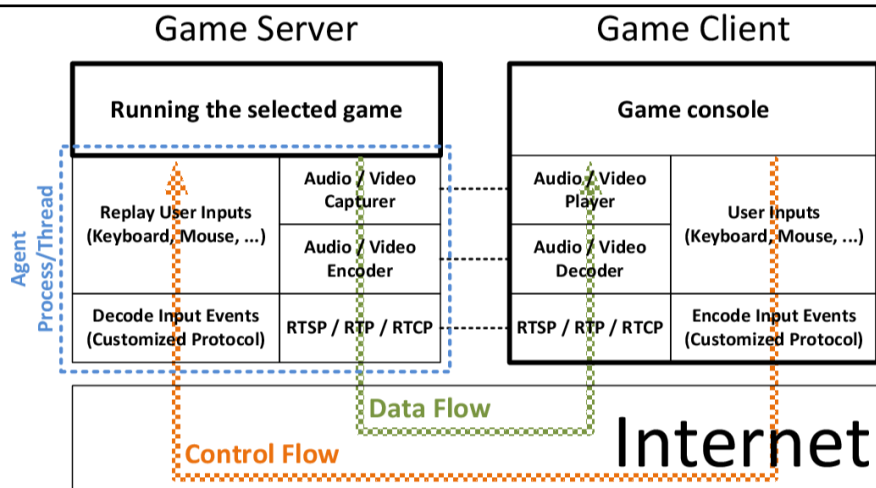 Game Server
Game Client
Running the selected game
Game console
Agent
Process/Thread
Replay User Inputs
(Keyboard, Mouse, ...)
Audio / Video
Capturer
Audio / Video
Encoder
Decode Input Events
(Customized Protocol)
RTSP / RTP / RTCP
Audio / Video
Player
Audio / Video
Decoder
RTSP / RTP / RTCP
User Inputs
(Keyboard, Mouse, ...)
Encode Input Events
(Customized Protocol)
Data Flow
Control Flow
Internet